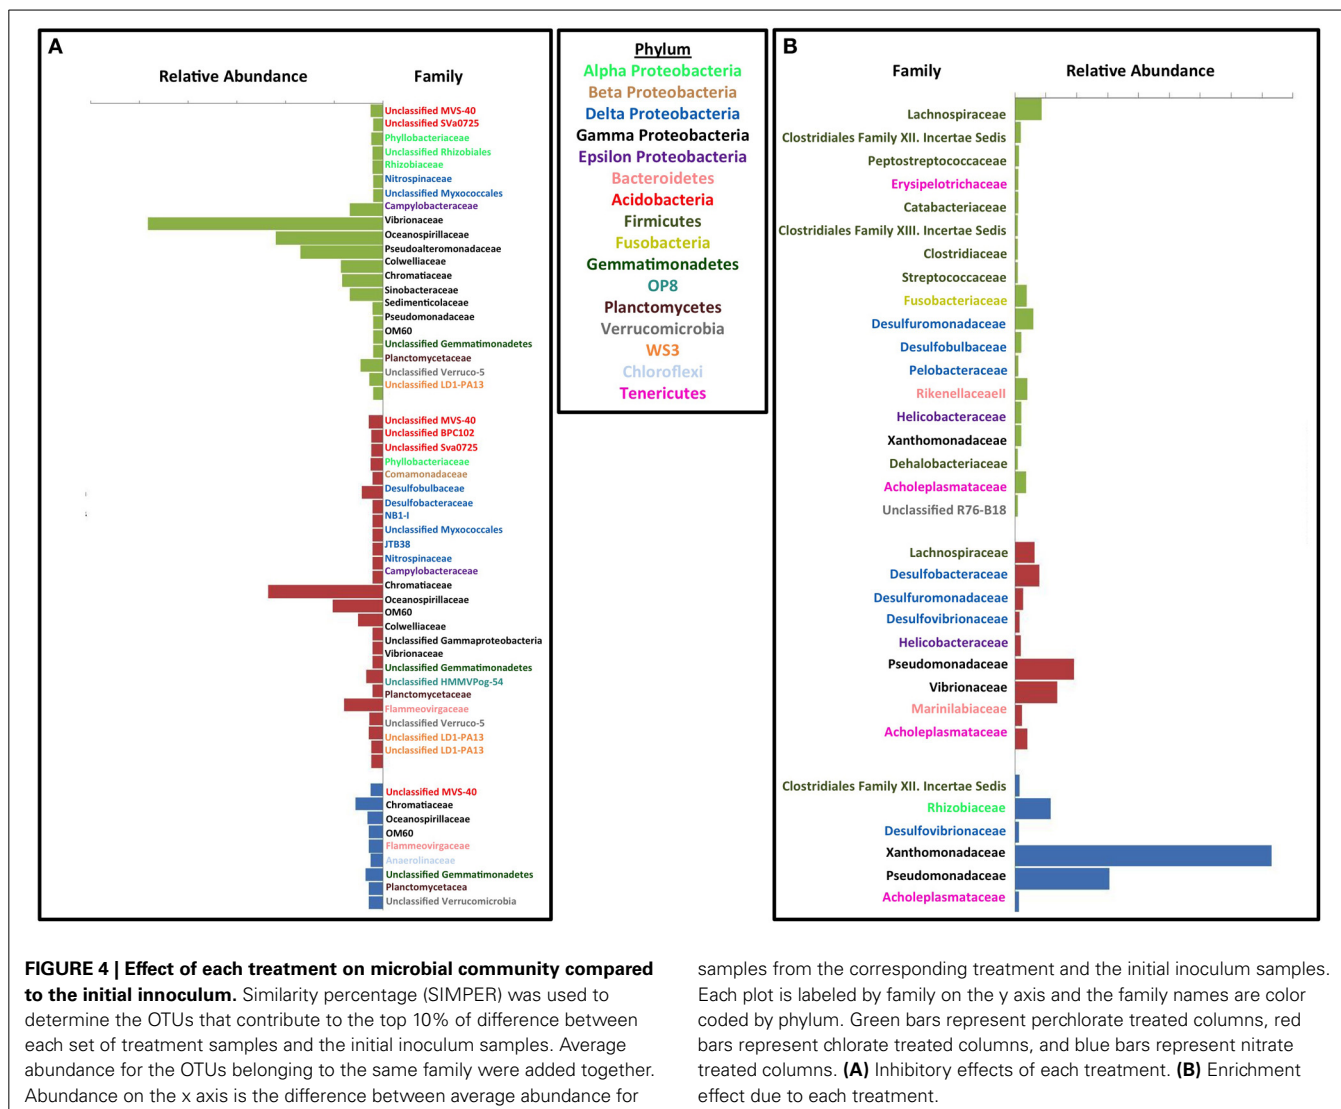 A
Relative Abundance
Family
Unclassified MVS-40
Unclassified SVa0725
Phyllobacteriaceae
Unclassified Rhizobiales
Rhizobiaceae
Nitrospinaceae
Unclassified Myxococcales
Campylobacteraceae
Vibrionaceae
Oceanospirillaceae
Pseudoalteromonadaceae
Colwelliaceae
Chromatiaceae
Sinobacteraceae
Sedimenticolaceae
Pseudomonadaceae
OM60
Unclassified Gemmatimonadetes
Planctomycetaceae
Unclassified Verruco-5
Unclassified LD1-PA13
Unclassified MVS-40
Unclassified BPC102
Unclassified Sva0725
Phyllobacteriaceae
Comamonadaceae
Desulfobulbaceae
Desulfobacteraceae
NB1-I
Unclassified Myxococcales
JTB38
Nitrospinaceae
Campylobacteraceae
Chromatiaceae
Oceanospirillaceae
OM60
Colwelliaceae
Unclassified Gammaproteobacteria
Vibrionaceae
Unclassified Gemmatimonadetes
Unclassified HMMVPog-54
Planctomycetaceae
Flammeovirgaceae
Unclassified Verruco-5
Unclassified LD1-PA13
Unclassified LD1-PA13
Unclassified MVS-40
Chromatiaceae
Oceanospirillaceae
OM60
Flammeovirgaceae
Anaerolinaceae
Unclassified Gemmatimonadetes
Planctomycetacea
Unclassified Verrucomicrobia
Phylum
Alpha Proteobacteria
Beta Proteobacteria
Delta Proteobacteria
Gamma Proteobacteria
Epsilon Proteobacteria
Bacteroidetes
Acidobacteria
Firmicutes
Fusobacteria
Gemmatimonadetes
OP8
Planctomycetes
Verrucomicrobia
WS3
Chloroflexi
Tenericutes
B
Family
Relative Abundance
Lachnospiraceae
Clostridiales Family XII. Incertae Sedis
Peptostreptococcaceae
Erysipelotrichaceae
Catabacteriaceae
Clostridiales Family XIII. Incertae Sedis
Clostridiaceae
Streptococcaceae
Fusobacteriaceae
Desulfuromonadaceae
Desulfobulbaceae
Pelobacteraceae
RikenellaceaeII
Helicobacteraceae
Xanthomonadaceae
Dehalobacteriaceae
Acholeplasmataceae
Unclassified R76-B18
Lachnospiraceae
Desulfobacteraceae
Desulfuromonadaceae
Desulfovibrionaceae
Helicobacteraceae
Pseudomonadaceae
Vibrionaceae
Marinilabiaceae
Acholeplasmataceae
Clostridiales Family XII. Incertae Sedis
Rhizobiaceae
Desulfovibrionaceae
Xanthomonadaceae
Pseudomonadaceae
Acholeplasmataceae
FIGURE 4 | Effect of each treatment on microbial community compared
to the initial innoculum. Similarity percentage (SIMPER) was used to
determine the OTUs that contribute to the top 10% of difference between
each set of treatment samples and the initial inoculum samples. Average
abundance for the OTUs belonging to the same family were added together.
Abundance on the x axis is the difference between average abundance for
samples from the corresponding treatment and the initial inoculum samples.
Each plot is labeled by family on the y axis and the family names are color
coded by phylum. Green bars represent perchlorate treated columns, red
bars represent chlorate treated columns, and blue bars represent nitrate
treated columns. (A) Inhibitory effects of each treatment. (B) Enrichment
effect due to each treatment.